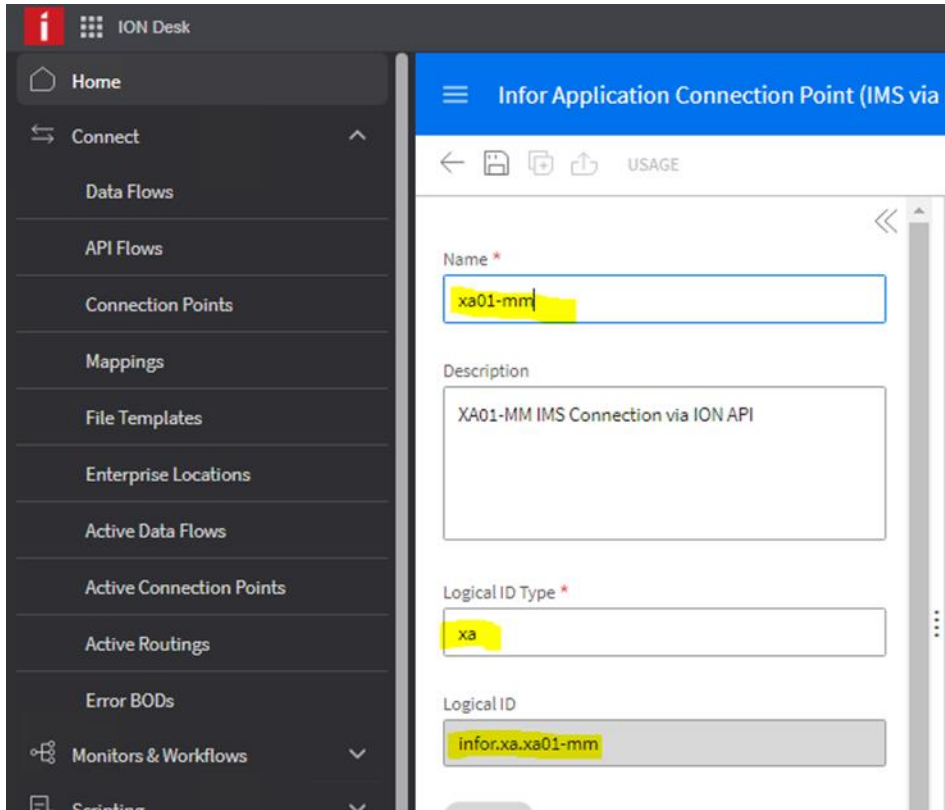 ION Desk
Home
Connect
Data Flows
API Flows
Connection Points
Mappings
File Templates
Enterprise Locations
Active Data Flows
Active Connection Points
Active Routings
Error BODs
Monitors & Workflows
Scripting
Infor Application Connection Point (IMS via
USAGE
Name *
xa01-mm
Description
XA01-MM IMS Connection via ION API
Logical ID Type *
xa
Logical ID
infor.xa.xa01-mm